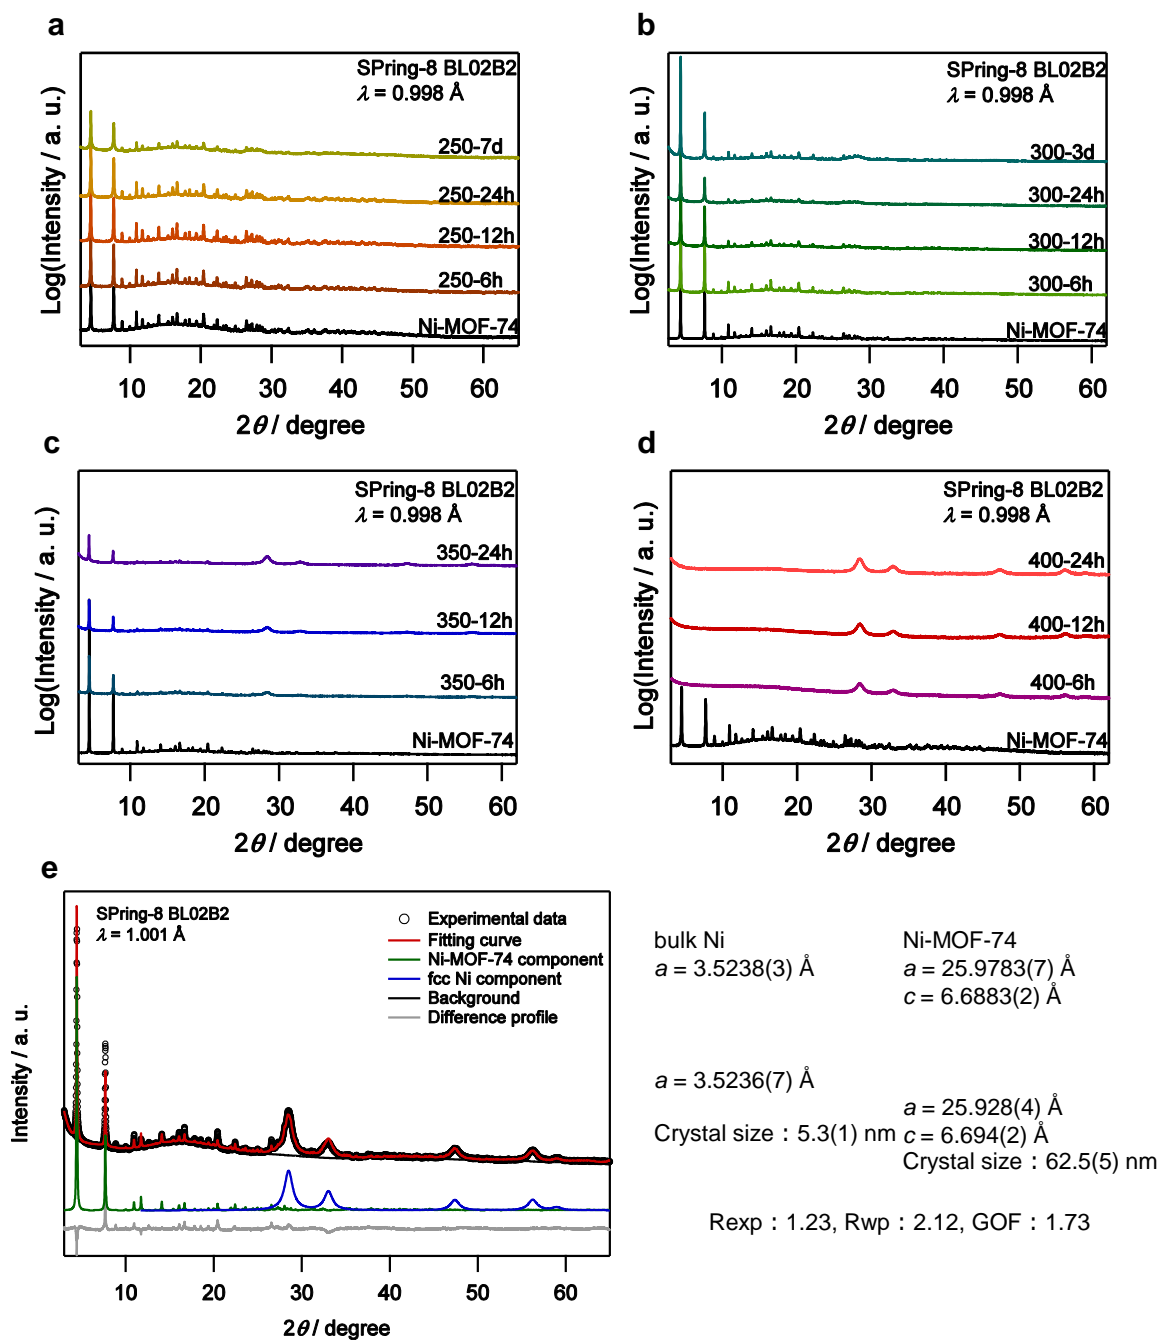 a
SPring-8 BL02B2
λ = 0.998 Å
250-7d
250-24h
250-12h
250-6h
Ni-MOF-74
Log(Intensity / a. u.)
10 20 30 40 50 60
2θ / degree
b
SPring-8 BL02B2
λ = 0.998 Å
300-3d
300-24h
300-12h
300-6h
Ni-MOF-74
Log(Intensity / a. u.)
10 20 30 40 50 60
2θ / degree
c
SPring-8 BL02B2
λ = 0.998 Å
350-24h
350-12h
350-6h
Ni-MOF-74
Log(Intensity / a. u.)
10 20 30 40 50 60
2θ / degree
d
SPring-8 BL02B2
λ = 0.998 Å
400-24h
400-12h
400-6h
Ni-MOF-74
Log(Intensity / a. u.)
10 20 30 40 50 60
2θ / degree
e
SPring-8 BL02B2
λ = 1.001 Å
Experimental data
Fitting curve
Ni-MOF-74 component
fcc Ni component
Background
Difference profile
Intensity / a. u.
10 20 30 40 50 60
2θ / degree
bulk Ni
a = 3.5238(3) Å
Ni-MOF-74
a = 25.9783(7) Å
c = 6.6883(2) Å
a = 3.5236(7) Å
Crystal size : 5.3(1) nm
a = 25.928(4) Å
c = 6.694(2) Å
Crystal size : 62.5(5) nm
Rexp : 1.23, Rwp : 2.12, GOF : 1.73